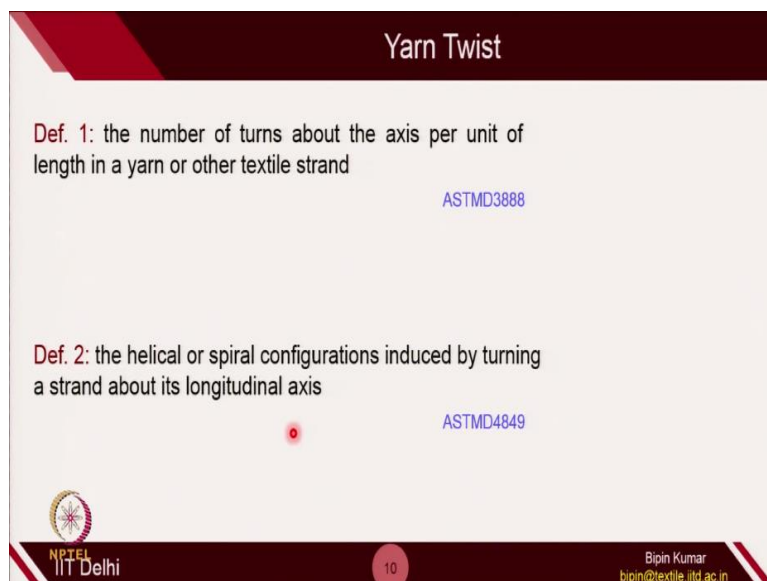 Yarn Twist
Def. 1: the number of turns about the axis per unit of
length in a yarn or other textile strand
ASTMD3888
Def. 2: the helical or spiral configurations induced by turning
a strand about its longitudinal axis
ASTMD4849
NPTEL
IIT Delhi
10
Bipin Kumar
bipin@textile.iitd.ac.in